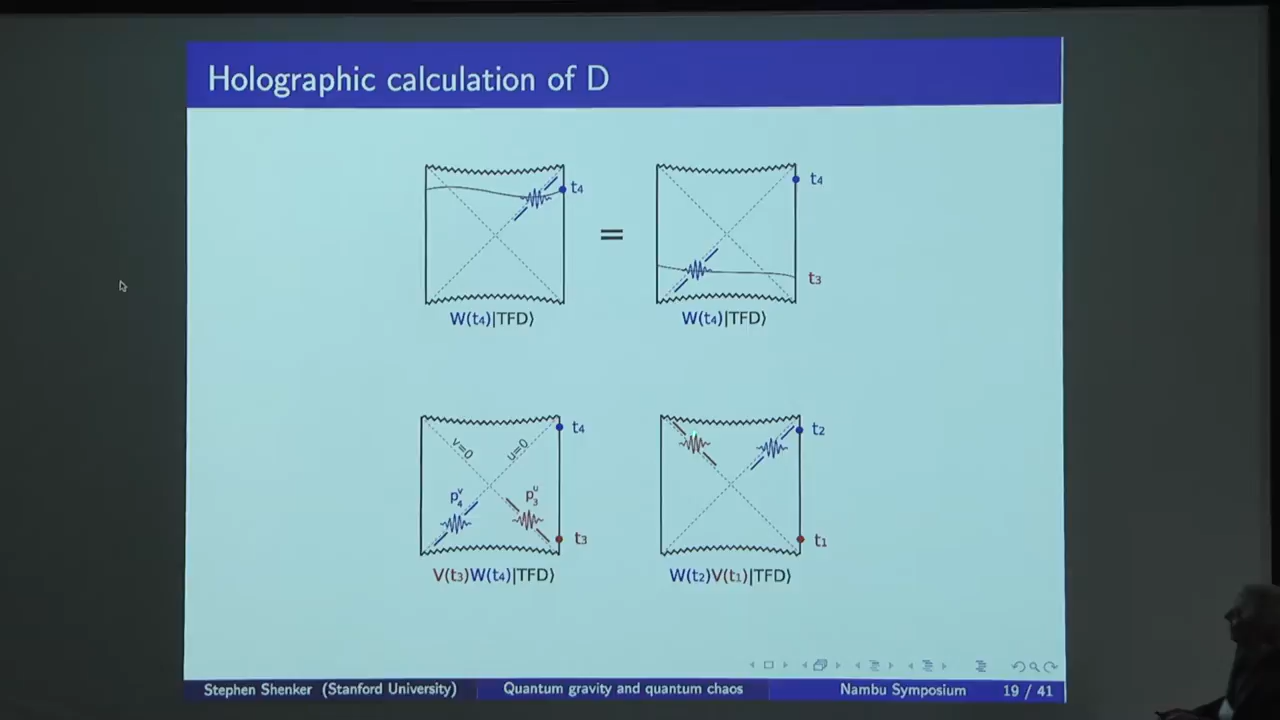 Holographic calculation of D
t₄
=
t₄
t₃
W(t₄)|TFD⟩
W(t₄)|TFD⟩
v=0
u=0
p₄ᵛ
p₃ᵘ
t₄
t₃
t₂
t₁
V(t₃)W(t₄)|TFD⟩
W(t₂)V(t₁)|TFD⟩
Stephen Shenker (Stanford University)
Quantum gravity and quantum chaos
Nambu Symposium
19 / 41